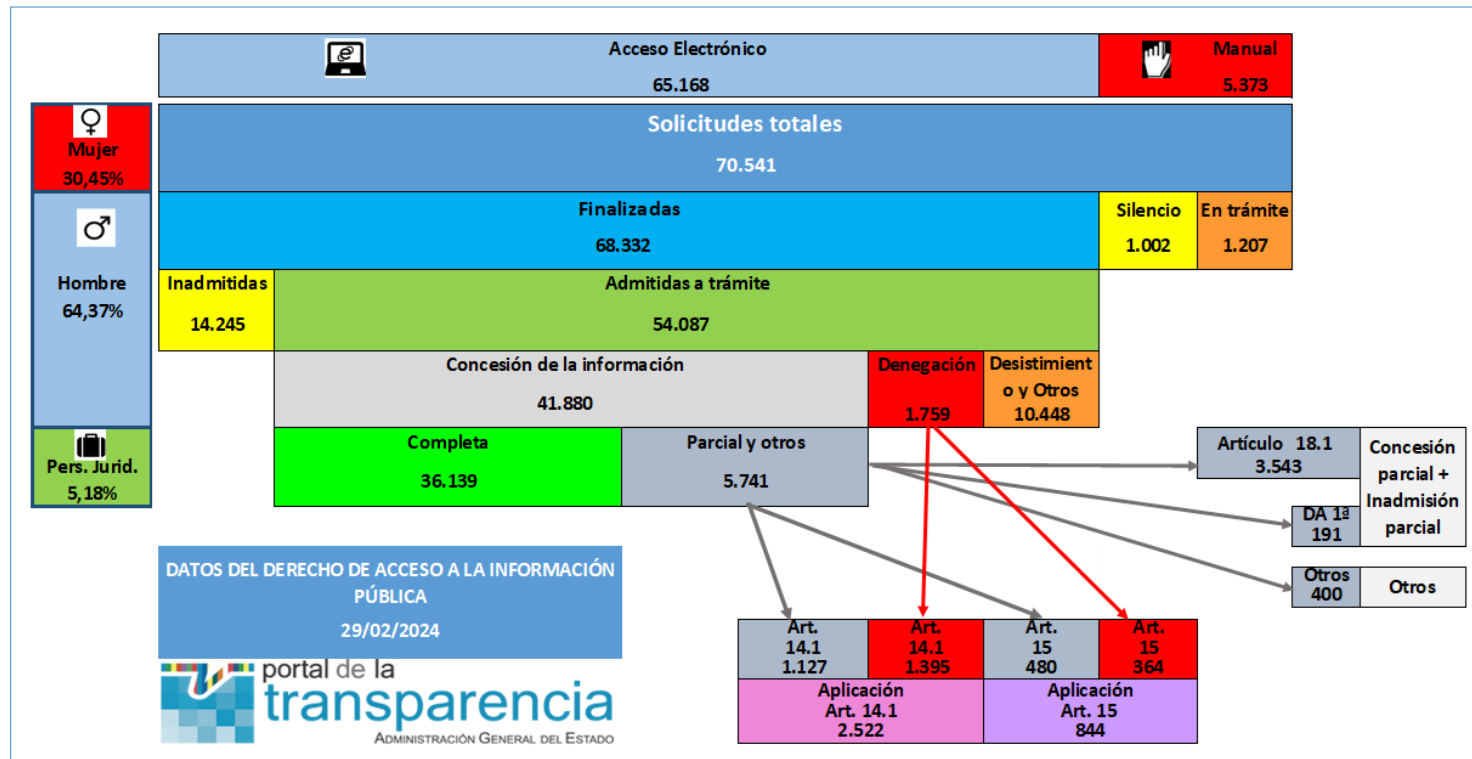 Acceso Electrónico
65.168
Manual
5.373
Mujer
30,45%
Solicitudes totales
70.541
Hombre
64,37%
Finalizadas
68.332
Silencio
1.002
En trámite
1.207
Inadmitidas
14.245
Admitidas a trámite
54.087
Concesión de la información
41.880
Denegación
1.759
Desistimient
o y Otros
10.448
Pers. Jurid.
5,18%
Completa
36.139
Parcial y otros
5.741
Artículo 18.1
3.543
Concesión
parcial +
Inadmisión
parcial
DA 1ª
191
Otros
400
Otros
DATOS DEL DERECHO DE ACCESO A LA INFORMACIÓN
PÚBLICA
29/02/2024
Art.
14.1
1.127
Art.
14.1
1.395
Art.
15
480
Art.
15
364
Aplicación
Art. 14.1
2.522
Aplicación
Art. 15
844
portal de la
transparencia
ADMINISTRACIÓN GENERAL DEL ESTADO